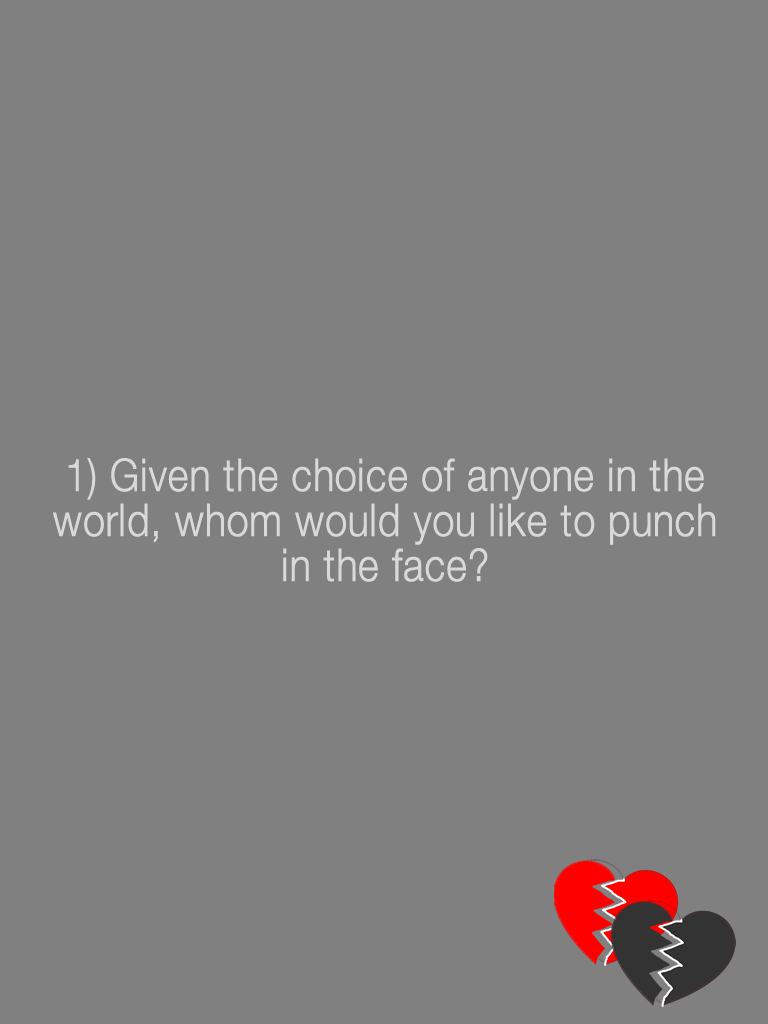 1) Given the choice of anyone in the
world, whom would you like to punch
in the face?